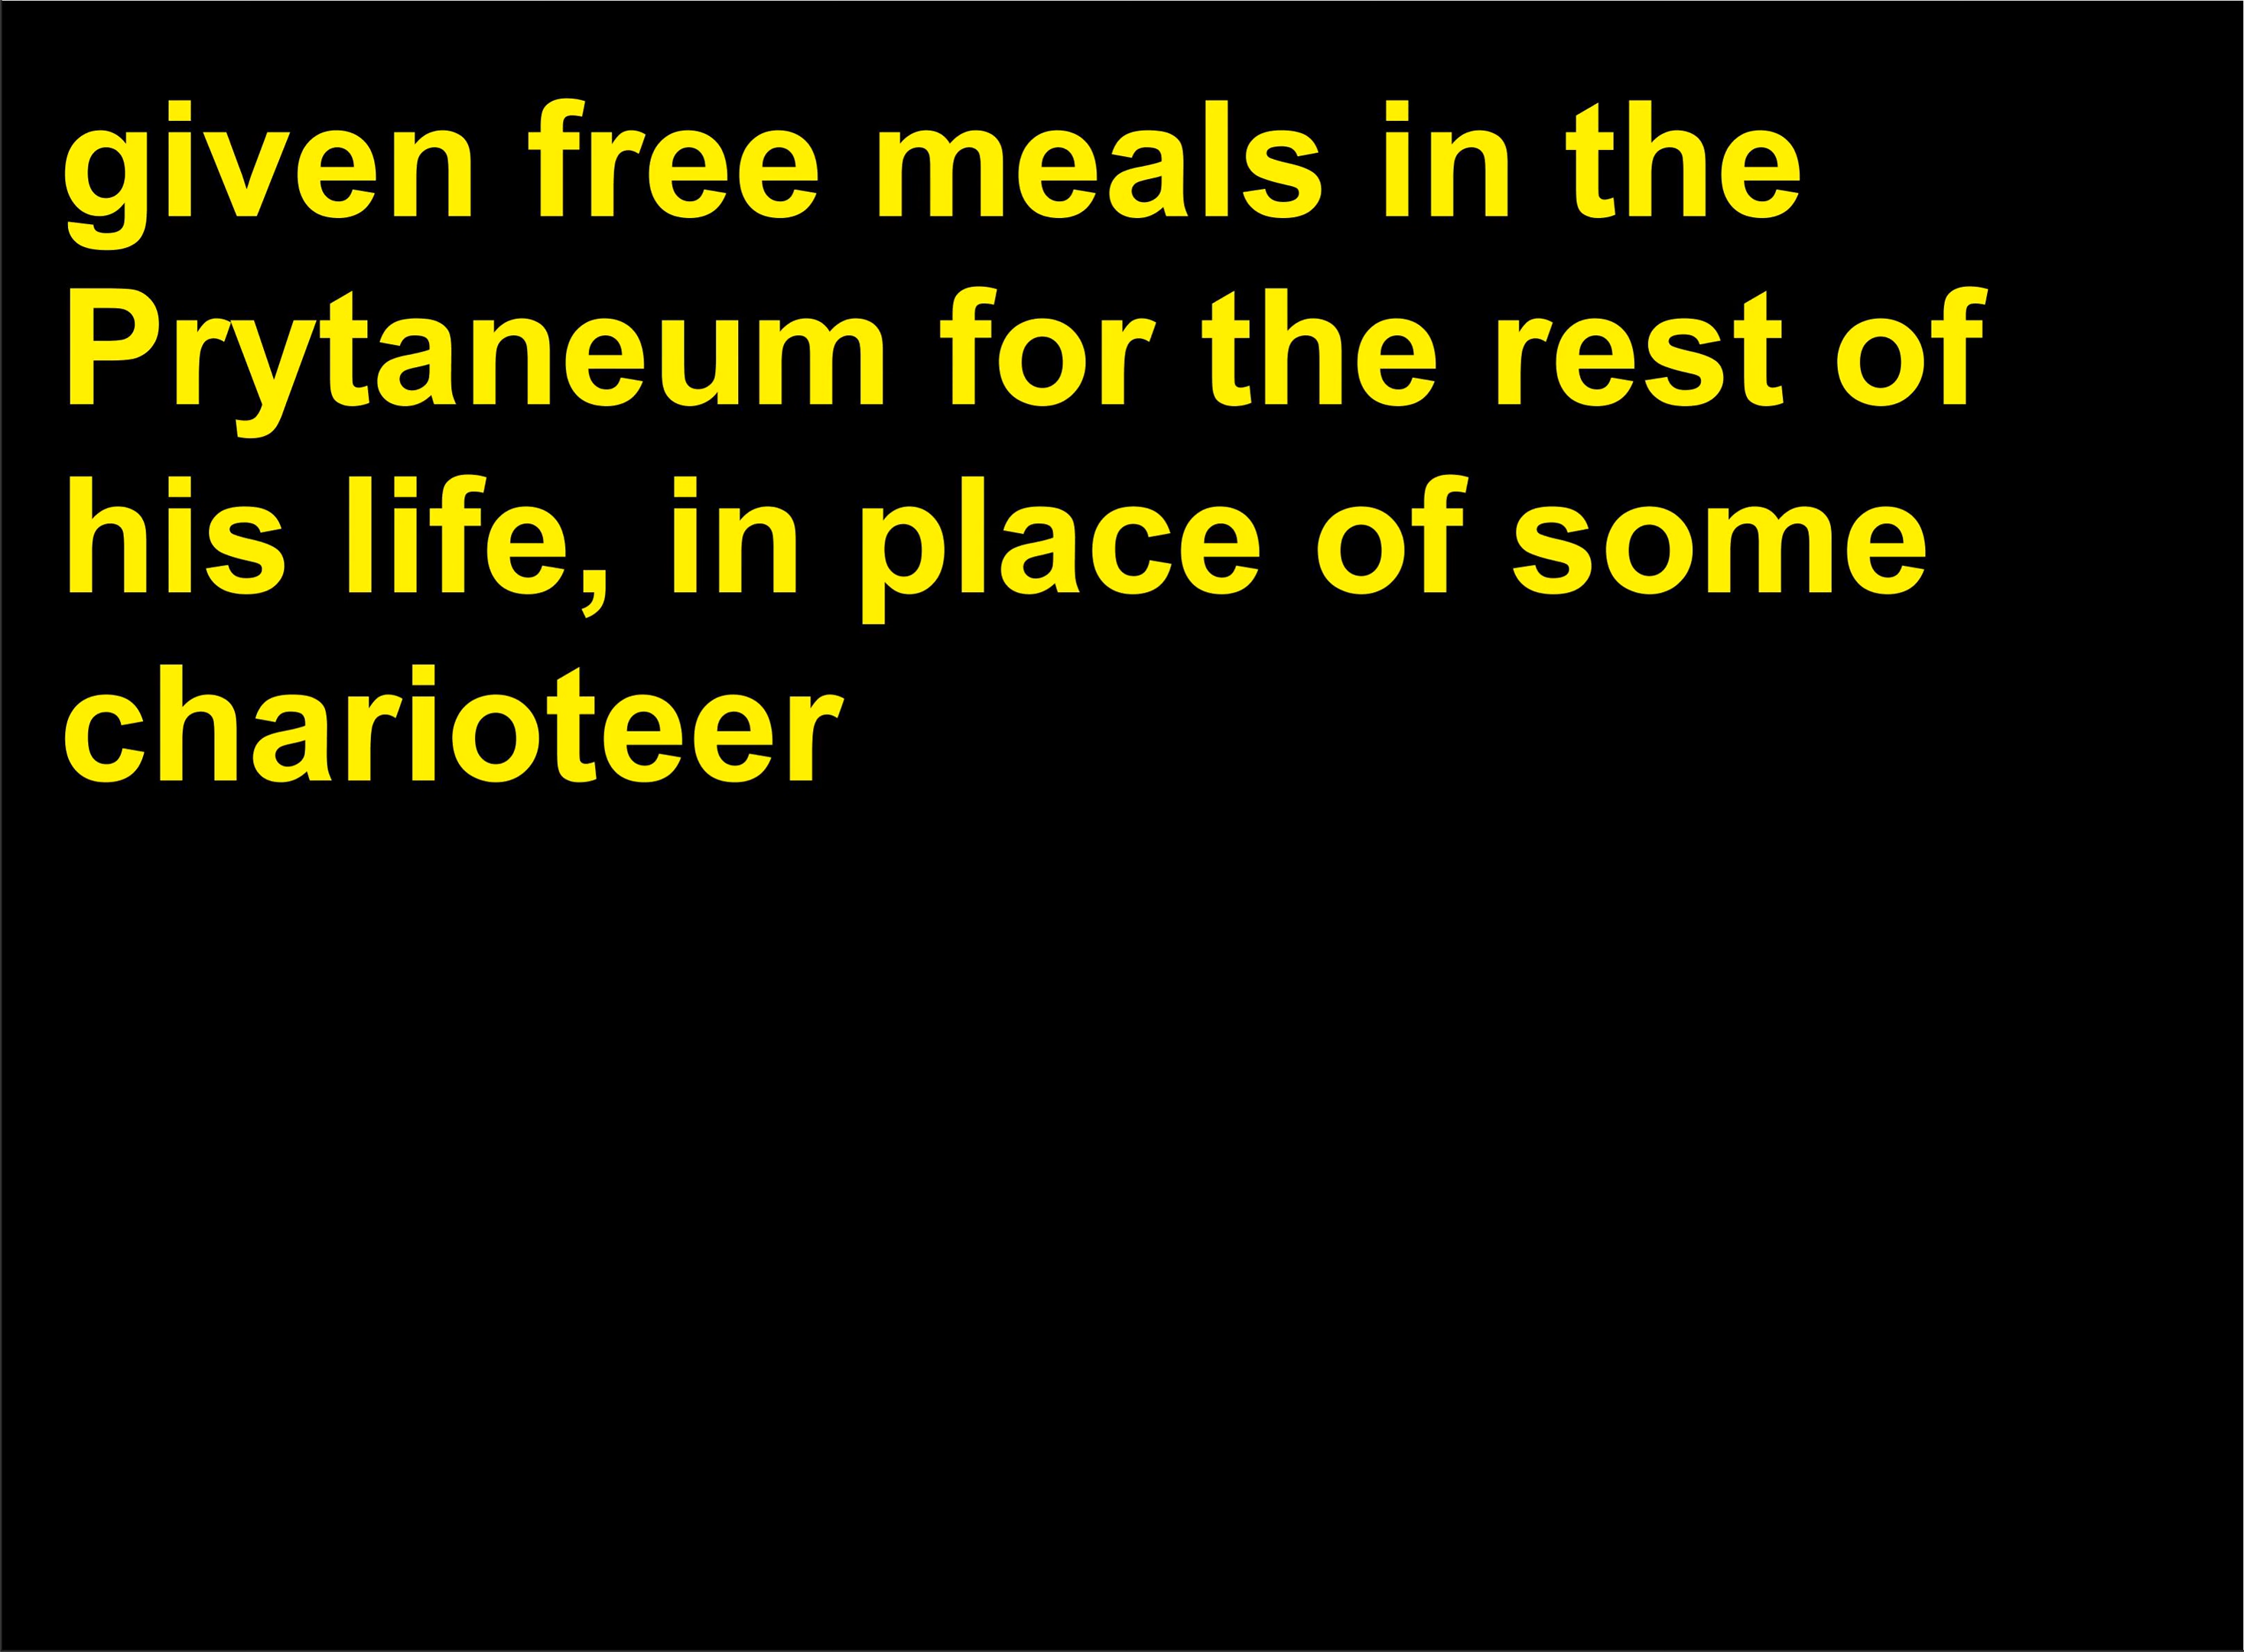 given free meals in the
Prytaneum for the rest of
his life, in place of some
charioteer